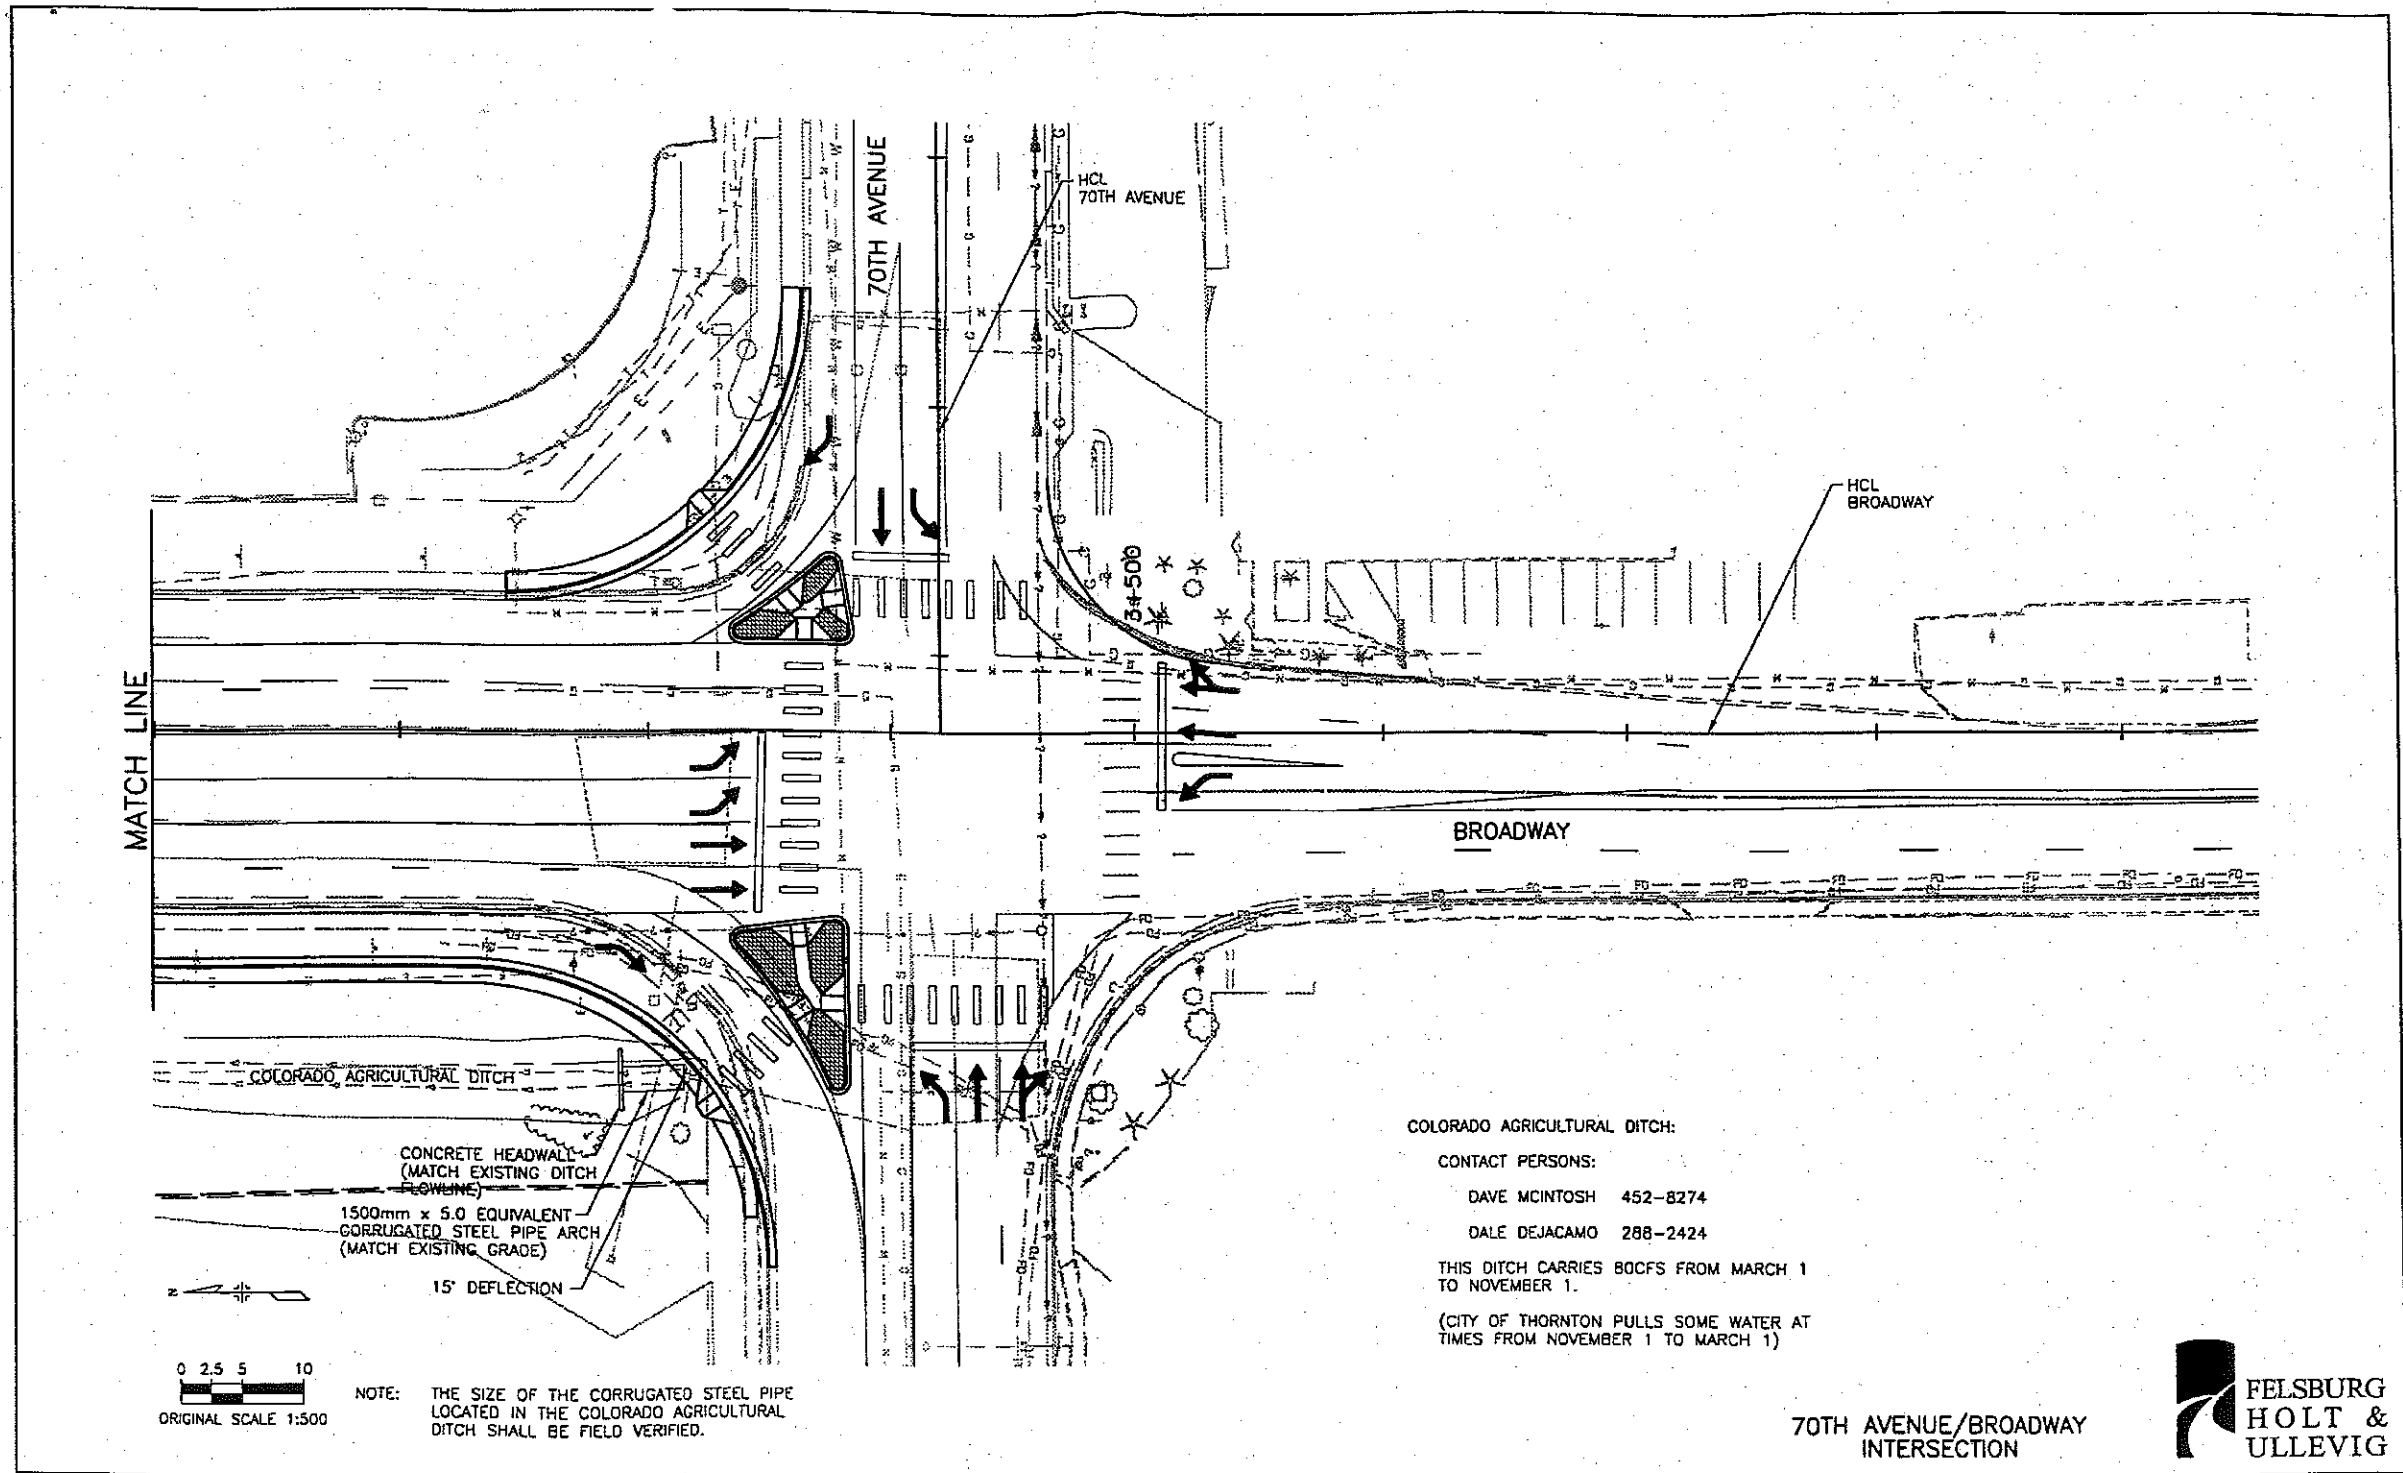 70TH AVENUE
HCL
70TH AVENUE
HCL
BROADWAY
3+500
MATCH LINE
BROADWAY
COLORADO AGRICULTURAL DITCH
CONCRETE HEADWALL
(MATCH EXISTING DITCH
FLOWLINE)
1500mm x 5.0 EQUIVALENT
CORRUGATED STEEL PIPE ARCH
(MATCH EXISTING GRADE)
15° DEFLECTION
COLORADO AGRICULTURAL DITCH:
CONTACT PERSONS:
DAVE MCINTOSH 452-8274
DALE DEJACAMO 288-2424
THIS DITCH CARRIES 80CFS FROM MARCH 1
TO NOVEMBER 1.
(CITY OF THORNTON PULLS SOME WATER AT
TIMES FROM NOVEMBER 1 TO MARCH 1)
N
0 2.5 5 10
ORIGINAL SCALE 1:500
NOTE: THE SIZE OF THE CORRUGATED STEEL PIPE
LOCATED IN THE COLORADO AGRICULTURAL
DITCH SHALL BE FIELD VERIFIED.
70TH AVENUE/BROADWAY
INTERSECTION
FELSBURG
HOLT &
ULLEVIG